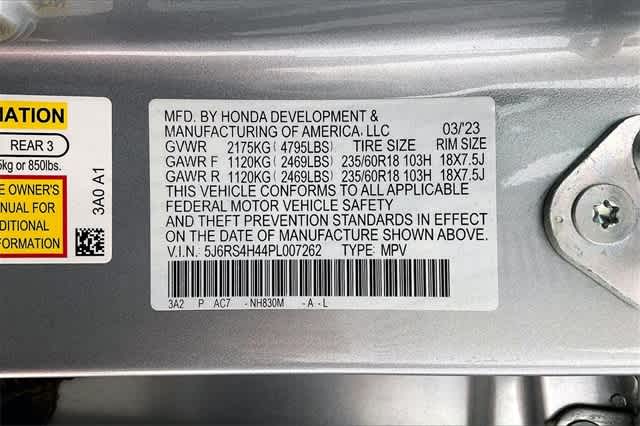 MATION
REAR 3
5kg or 850lbs.
E OWNER'S
NUAL FOR
DDITIONAL
FORMATION
3A0 A1
MFD. BY HONDA DEVELOPMENT &
MANUFACTURING OF AMERICA, LLC 03/'23
GVWR 2175KG( 4795LBS) TIRE SIZE RIM SIZE
GAWR F 1120KG( 2469LBS) 235/60R18 103H 18X7.5J
GAWR R 1120KG( 2469LBS) 235/60R18 103H 18X7.5J
THIS VEHICLE CONFORMS TO ALL APPLICABLE
FEDERAL MOTOR VEHICLE SAFETY
AND THEFT PREVENTION STANDARDS IN EFFECT
ON THE DATE OF MANUFACTURE SHOWN ABOVE.
V.I.N: 5J6RS4H44PL007262 TYPE: MPV
3A2 P AC7 -NH830M -A-L